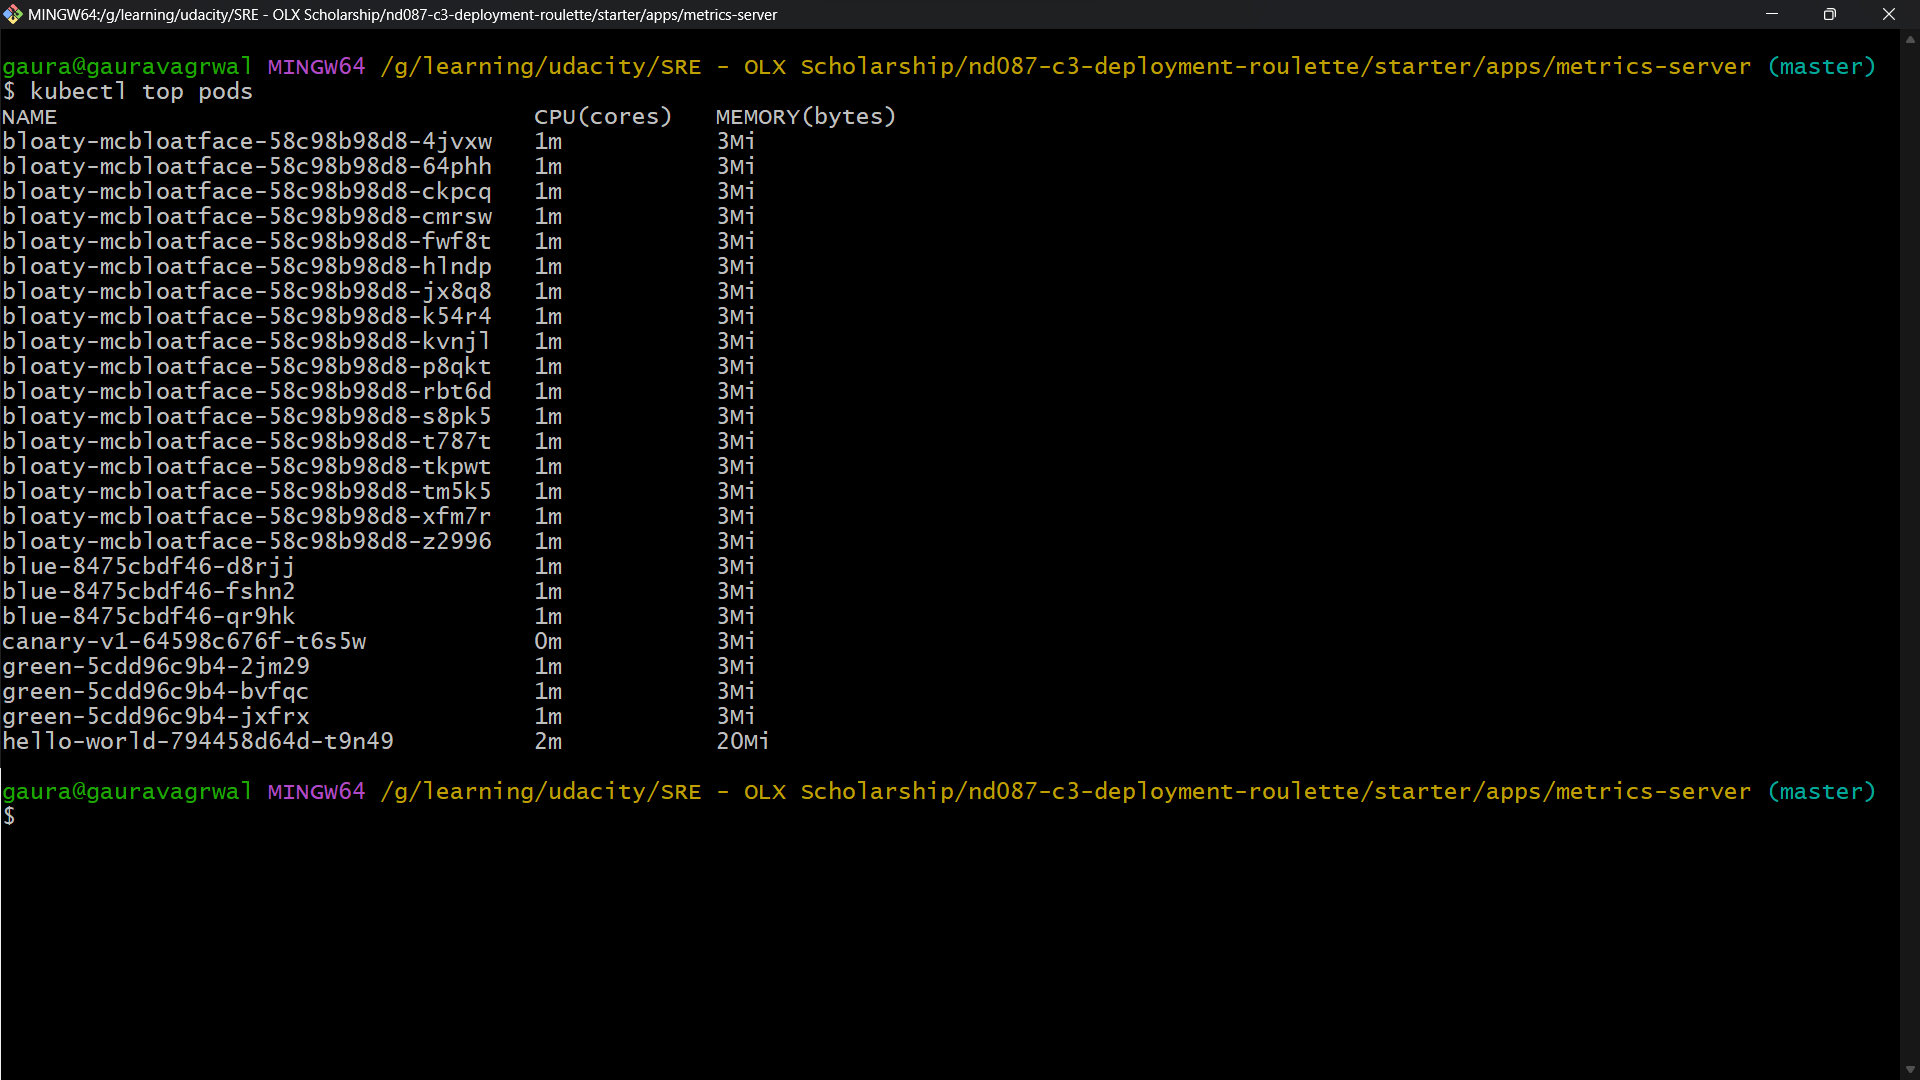 MINGW64:/g/learning/udacity/SRE - OLX Scholarship/nd087-c3-deployment-roulette/starter/apps/metrics-server
gaura@gauravagrwal MINGW64 /g/learning/udacity/SRE - OLX Scholarship/nd087-c3-deployment-roulette/starter/apps/metrics-server (master)
$ kubectl top pods
NAME CPU(cores) MEMORY(bytes)
bloaty-mcbloatface-58c98b98d8-4jvxw 1m 3Mi
bloaty-mcbloatface-58c98b98d8-64phh 1m 3Mi
bloaty-mcbloatface-58c98b98d8-ckpcq 1m 3Mi
bloaty-mcbloatface-58c98b98d8-cmrsw 1m 3Mi
bloaty-mcbloatface-58c98b98d8-fwf8t 1m 3Mi
bloaty-mcbloatface-58c98b98d8-hlndp 1m 3Mi
bloaty-mcbloatface-58c98b98d8-jx8q8 1m 3Mi
bloaty-mcbloatface-58c98b98d8-k54r4 1m 3Mi
bloaty-mcbloatface-58c98b98d8-kvnjl 1m 3Mi
bloaty-mcbloatface-58c98b98d8-p8qkt 1m 3Mi
bloaty-mcbloatface-58c98b98d8-rbt6d 1m 3Mi
bloaty-mcbloatface-58c98b98d8-s8pk5 1m 3Mi
bloaty-mcbloatface-58c98b98d8-t787t 1m 3Mi
bloaty-mcbloatface-58c98b98d8-tkpwt 1m 3Mi
bloaty-mcbloatface-58c98b98d8-tm5k5 1m 3Mi
bloaty-mcbloatface-58c98b98d8-xfm7r 1m 3Mi
bloaty-mcbloatface-58c98b98d8-z2996 1m 3Mi
blue-8475cbdf46-d8rjj 1m 3Mi
blue-8475cbdf46-fshn2 1m 3Mi
blue-8475cbdf46-qr9hk 1m 3Mi
canary-v1-64598c676f-t6s5w 0m 3Mi
green-5cdd96c9b4-2jm29 1m 3Mi
green-5cdd96c9b4-bvfqc 1m 3Mi
green-5cdd96c9b4-jxfrx 1m 3Mi
hello-world-794458d64d-t9n49 2m 20Mi
gaura@gauravagrwal MINGW64 /g/learning/udacity/SRE - OLX Scholarship/nd087-c3-deployment-roulette/starter/apps/metrics-server (master)
$